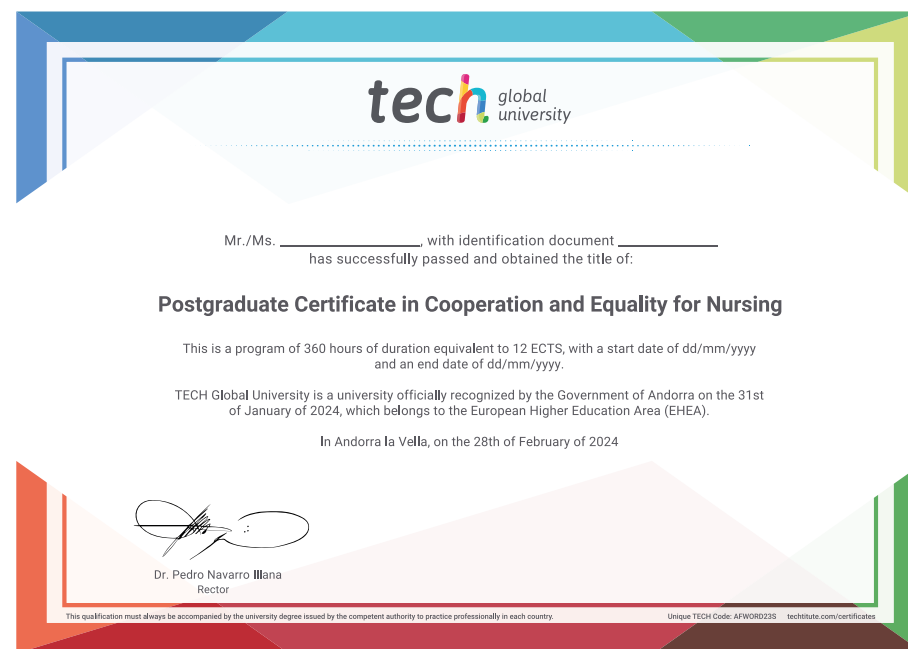 tech global
university
Mr./Ms. ____________________, with identification document ______________
has successfully passed and obtained the title of:
Postgraduate Certificate in Cooperation and Equality for Nursing
This is a program of 360 hours of duration equivalent to 12 ECTS, with a start date of dd/mm/yyyy
and an end date of dd/mm/yyyy.
TECH Global University is a university officially recognized by the Government of Andorra on the 31st
of January of 2024, which belongs to the European Higher Education Area (EHEA).
In Andorra la Vella, on the 28th of February of 2024
Dr. Pedro Navarro Illana
Rector
This qualification must always be accompanied by the university degree issued by the competent authority to practice professionally in each country.
Unique TECH Code: AFWORD23S techtitute.com/certificates